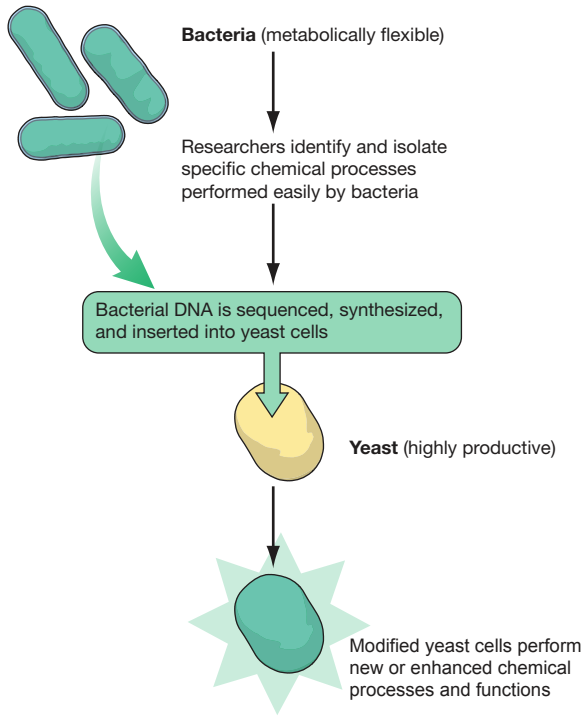 Bacteria (metabolically flexible)
Researchers identify and isolate
specific chemical processes
performed easily by bacteria
Bacterial DNA is sequenced, synthesized,
and inserted into yeast cells
Yeast (highly productive)
Modified yeast cells perform
new or enhanced chemical
processes and functions